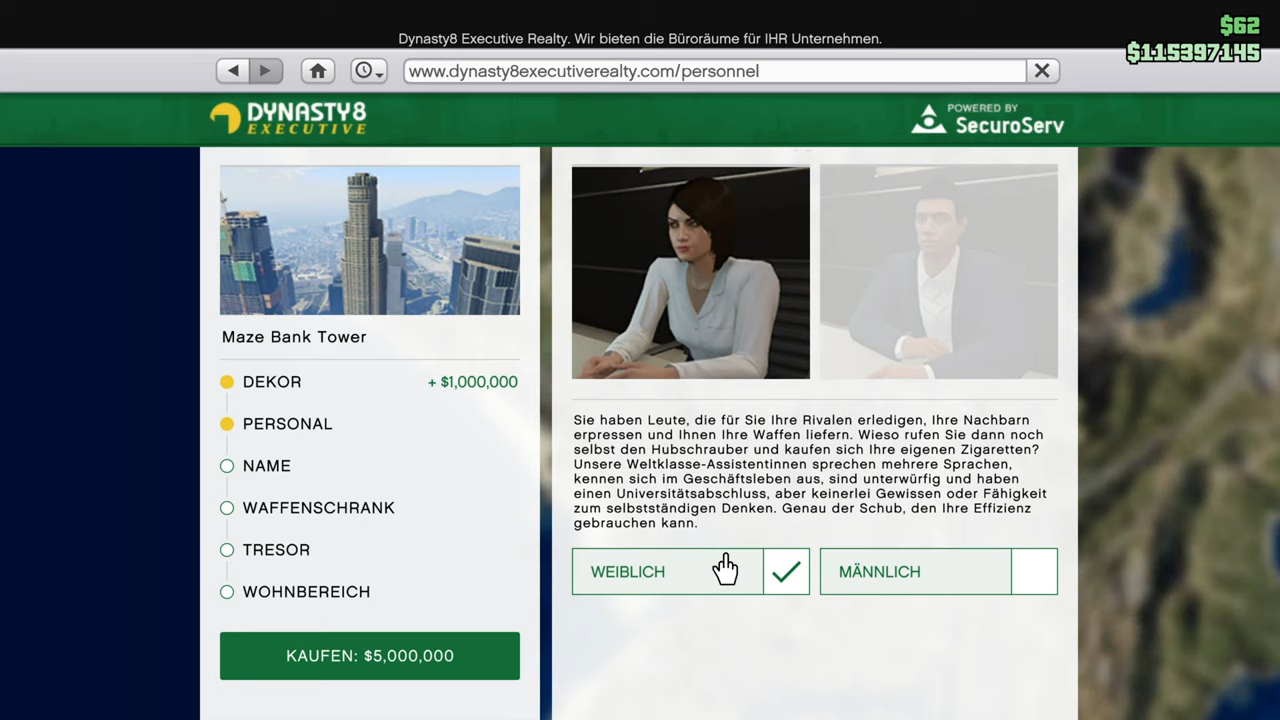 $62
$115397145
Dynasty8 Executive Realty. Wir bieten die Büroräume für IHR Unternehmen.
www.dynasty8executiverealty.com/personnel
DYNASTY8
EXECUTIVE
POWERED BY
SecuroServ
Maze Bank Tower
DEKOR + $1,000,000
PERSONAL
NAME
WAFFENSCHRANK
TRESOR
WOHNBEREICH
KAUFEN: $5,000,000
Sie haben Leute, die für Sie Ihre Rivalen erledigen, Ihre Nachbarn
erpressen und Ihnen Ihre Waffen liefern. Wieso rufen Sie dann noch
selbst den Hubschrauber und kaufen sich Ihre eigenen Zigaretten?
Unsere Weltklasse-Assistentinnen sprechen mehrere Sprachen,
kennen sich im Geschäftsleben aus, sind unterwürfig und haben
einen Universitätsabschluss, aber keinerlei Gewissen oder Fähigkeit
zum selbstständigen Denken. Genau der Schub, den Ihre Effizienz
gebrauchen kann.
WEIBLICH
MÄNNLICH